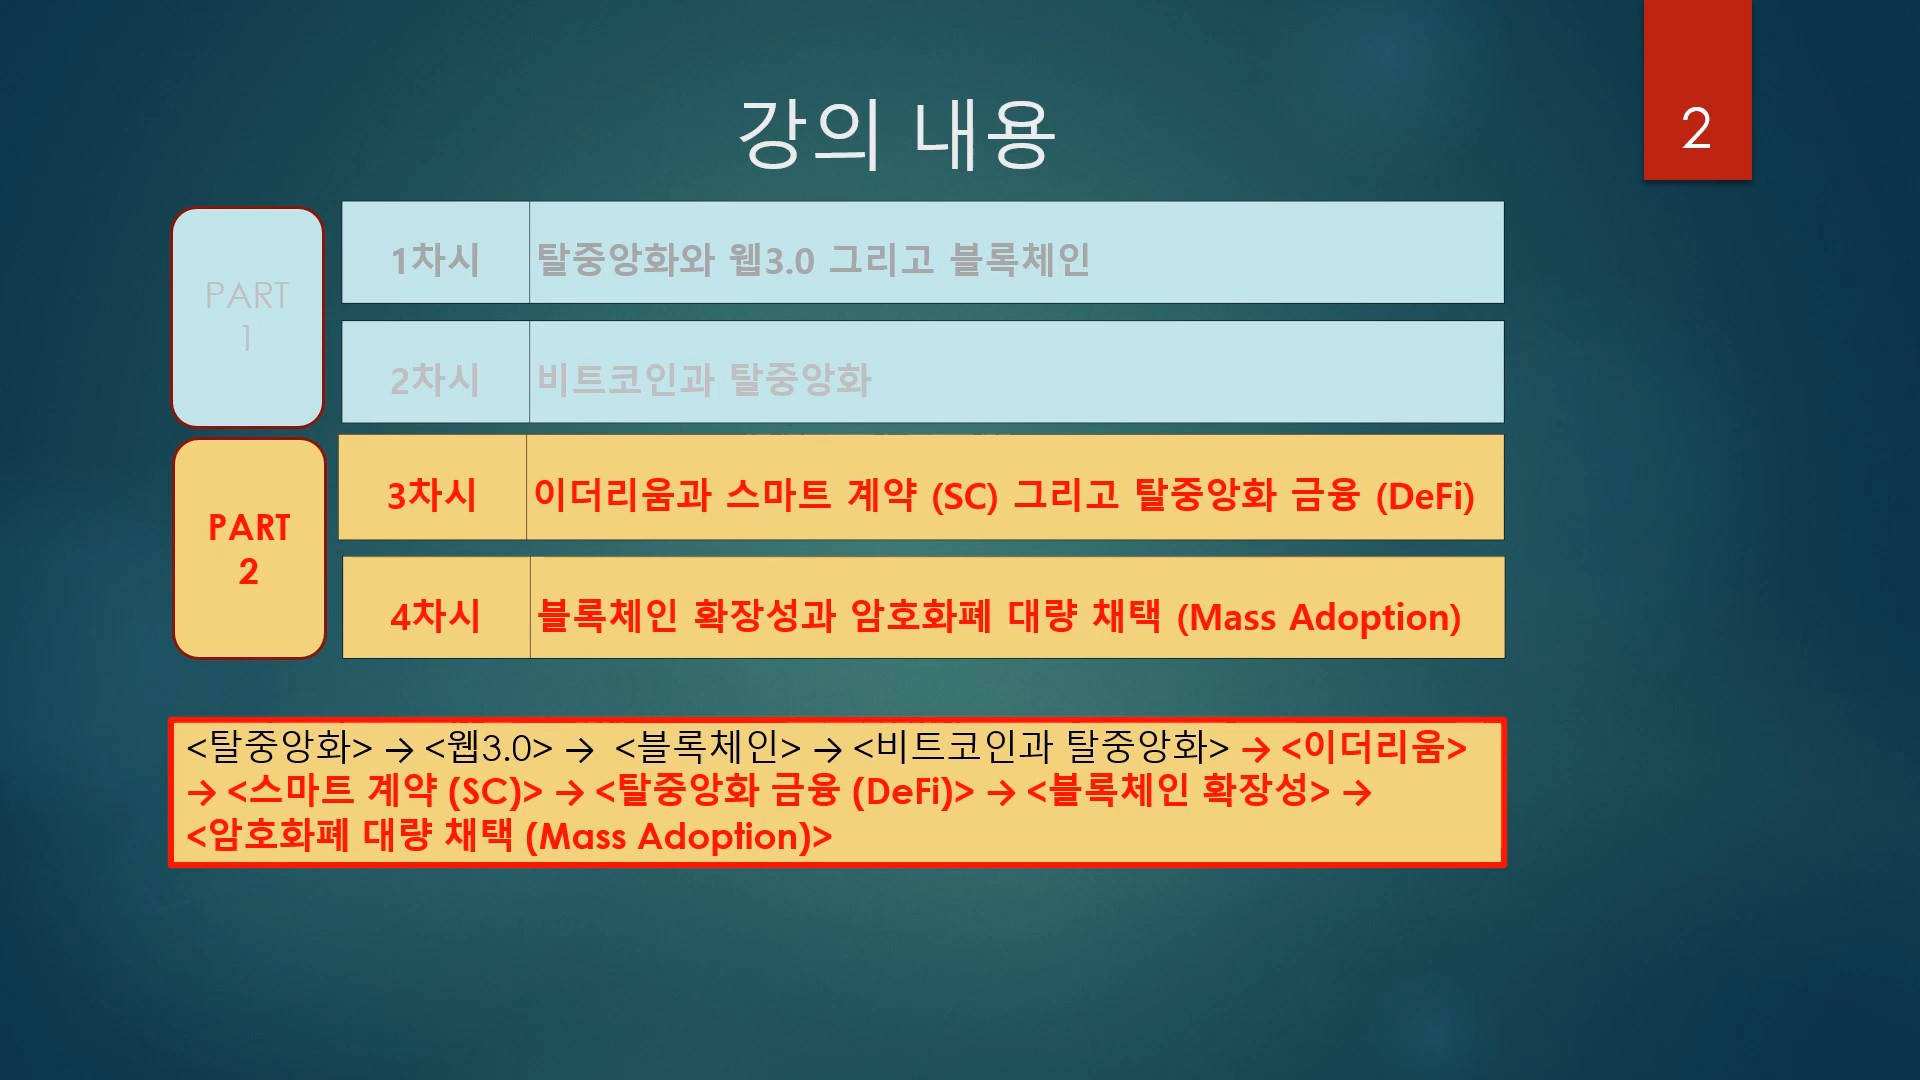 강의 내용
2
PART
1
1차시 탈중앙화와 웹3.0 그리고 블록체인
2차시 비트코인과 탈중앙화
PART
2
3차시 이더리움과 스마트 계약 (SC) 그리고 탈중앙화 금융 (DeFi)
4차시 블록체인 확장성과 암호화폐 대량 채택 (Mass Adoption)
<탈중앙화> → <웹3.0> → <블록체인> → <비트코인과 탈중앙화> → <이더리움>
→ <스마트 계약 (SC)> → <탈중앙화 금융 (DeFi)> → <블록체인 확장성> →
<암호화폐 대량 채택 (Mass Adoption)>